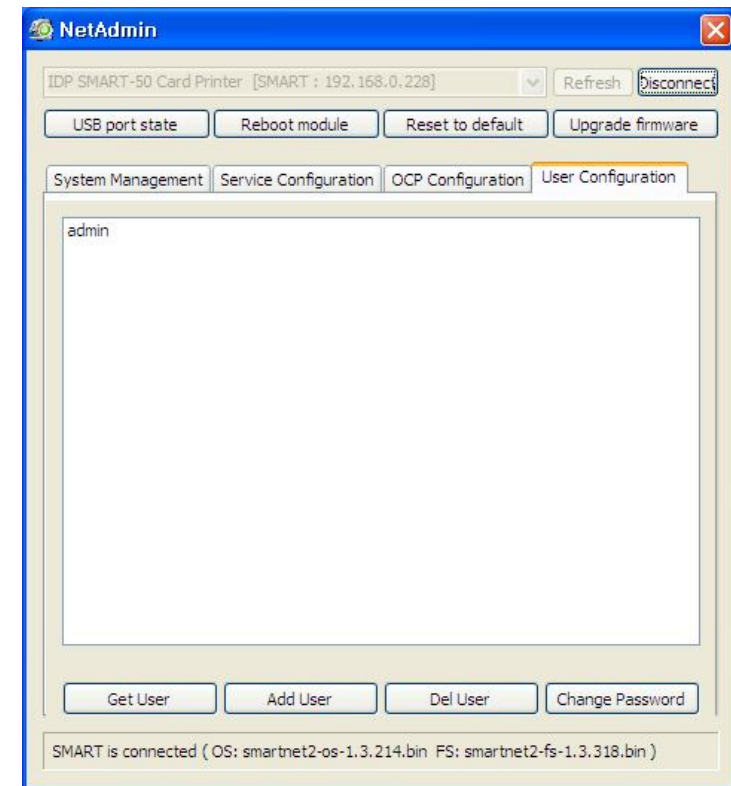 NetAdmin
IDP SMART-50 Card Printer [SMART : 192.168.0.228] Refresh Disconnect
USB port state Reboot module Reset to default Upgrade firmware
System Management Service Configuration OCP Configuration User Configuration
admin
Get User Add User Del User Change Password
SMART is connected ( OS: smartnet2-os-1.3.214.bin FS: smartnet2-fs-1.3.318.bin )